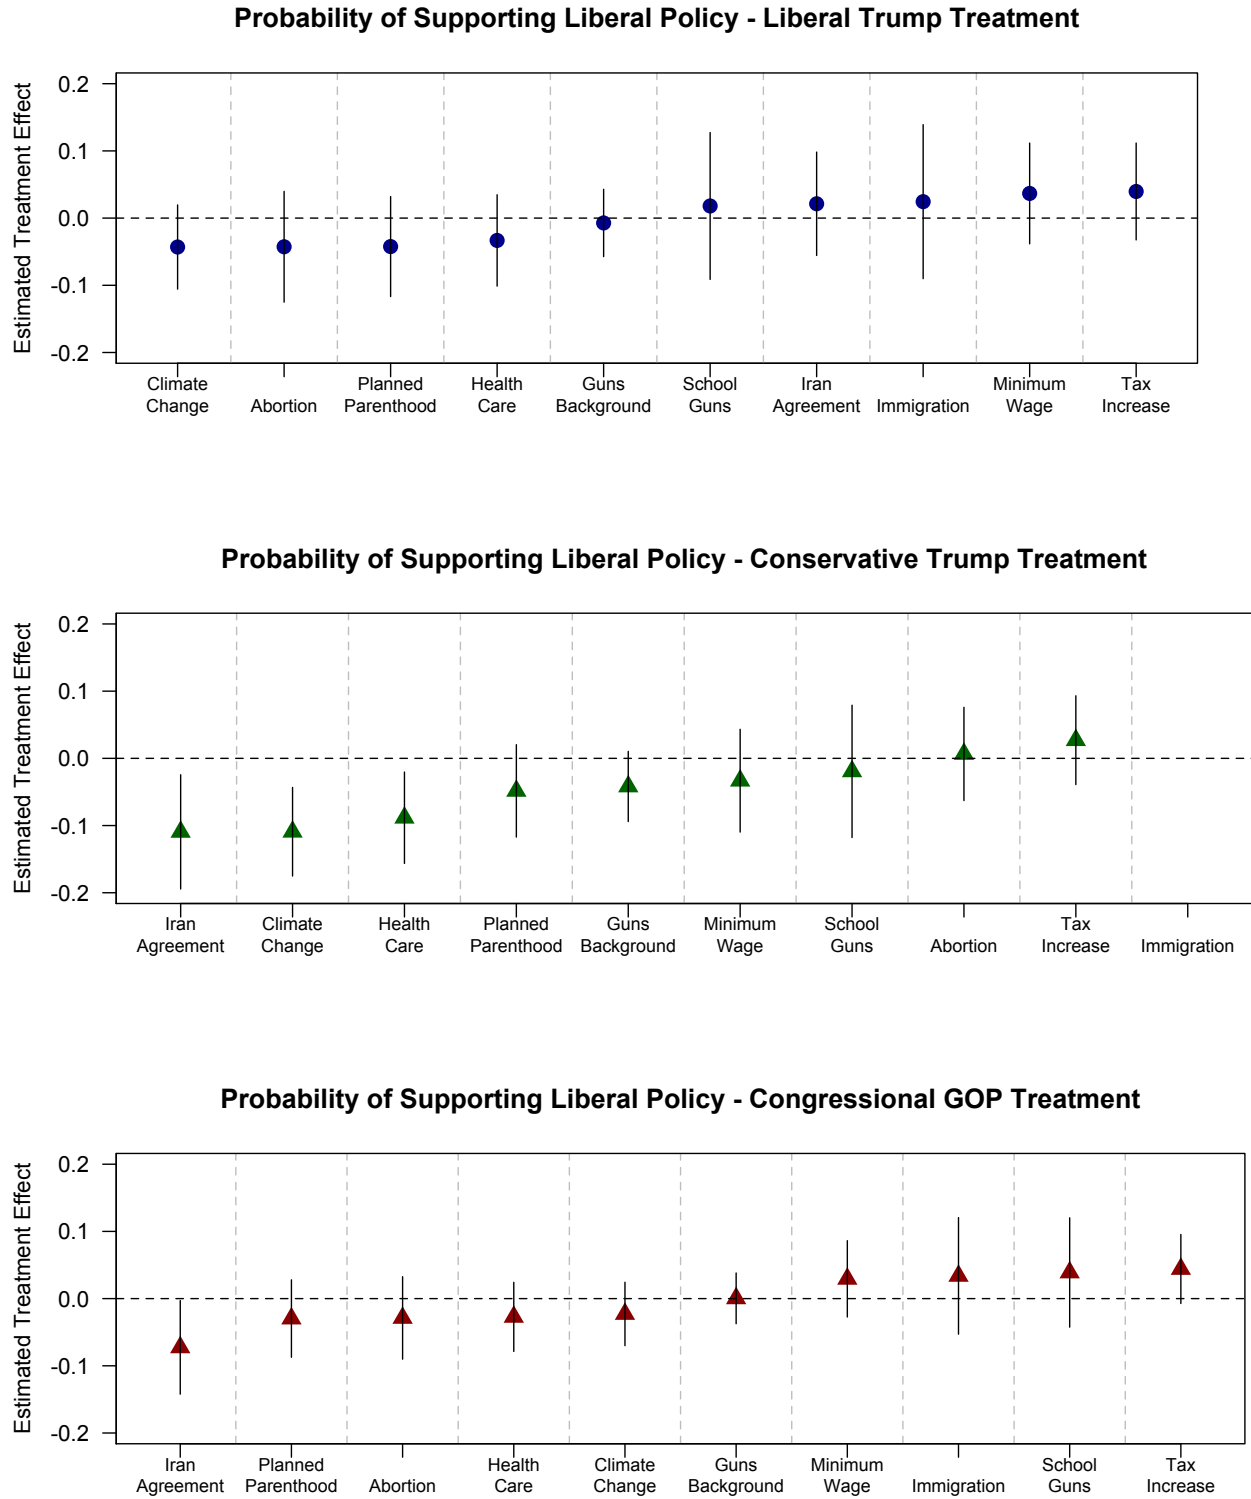 Probability of Supporting Liberal Policy - Liberal Trump Treatment
Estimated Treatment Effect
0.2
0.1
0.0
-0.1
-0.2
Climate Change
Abortion
Planned Parenthood
Health Care
Guns Background
School Guns
Iran Agreement
Immigration
Minimum Wage
Tax Increase
Probability of Supporting Liberal Policy - Conservative Trump Treatment
Estimated Treatment Effect
0.2
0.1
0.0
-0.1
-0.2
Iran Agreement
Climate Change
Health Care
Planned Parenthood
Guns Background
Minimum Wage
School Guns
Abortion
Tax Increase
Immigration
Probability of Supporting Liberal Policy - Congressional GOP Treatment
Estimated Treatment Effect
0.2
0.1
0.0
-0.1
-0.2
Iran Agreement
Planned Parenthood
Abortion
Health Care
Climate Change
Guns Background
Minimum Wage
Immigration
School Guns
Tax Increase